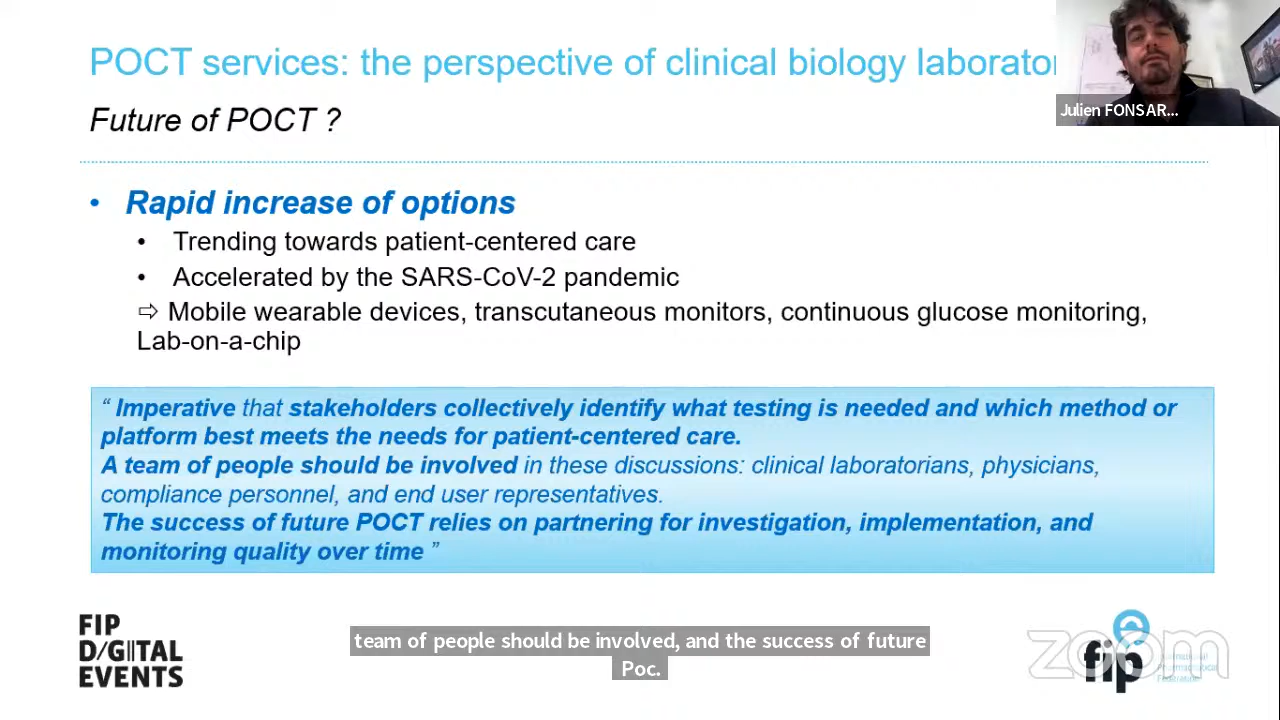 POCT services: the perspective of clinical biology laborator
Julien FONSAR...
Future of POCT ?
• Rapid increase of options
• Trending towards patient-centered care
• Accelerated by the SARS-CoV-2 pandemic
⇨ Mobile wearable devices, transcutaneous monitors, continuous glucose monitoring,
Lab-on-a-chip
“ Imperative that stakeholders collectively identify what testing is needed and which method or
platform best meets the needs for patient-centered care.
A team of people should be involved in these discussions: clinical laboratorians, physicians,
compliance personnel, and end user representatives.
The success of future POCT relies on partnering for investigation, implementation, and
monitoring quality over time ”
FIP
DIGITAL
EVENTS
team of people should be involved, and the success of future
Poc.
zoom
fip
International
Pharmaceutical
Federation